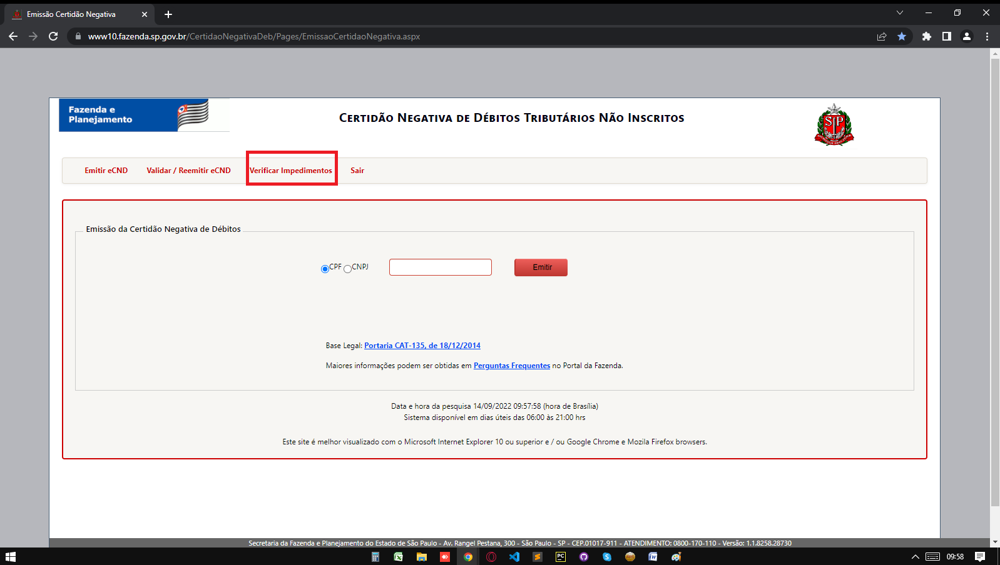 Emissão Certidão Negativa
www10.fazenda.sp.gov.br/CertidaoNegativaDeb/Pages/EmissaoCertidaoNegativa.aspx
Fazenda e
Planejamento
CERTIDÃO NEGATIVA DE DÉBITOS TRIBUTÁRIOS NÃO INSCRITOS
SP
Emitir eCND Validar / Reemitir eCND Verificar Impedimentos Sair
Emissão da Certidão Negativa de Débitos
CPF CNPJ Emitir
Base Legal: Portaria CAT-135, de 18/12/2014
Maiores informações podem ser obtidas em Perguntas Frequentes no Portal da Fazenda.
Data e hora da pesquisa 14/09/2022 09:57:58 (hora de Brasília)
Sistema disponível em dias úteis das 06:00 às 21:00 hrs
Este site é melhor visualizado com o Microsoft Internet Explorer 10 ou superior e / ou Google Chrome e Mozila Firefox browsers.
Secretaria da Fazenda e Planejamento do Estado de São Paulo - Av. Rangel Pestana, 300 - São Paulo - SP - CEP.01017-911 - ATENDIMENTO: 0800-170-110 - Versão: 1.1.8258.28730
PC
09:58